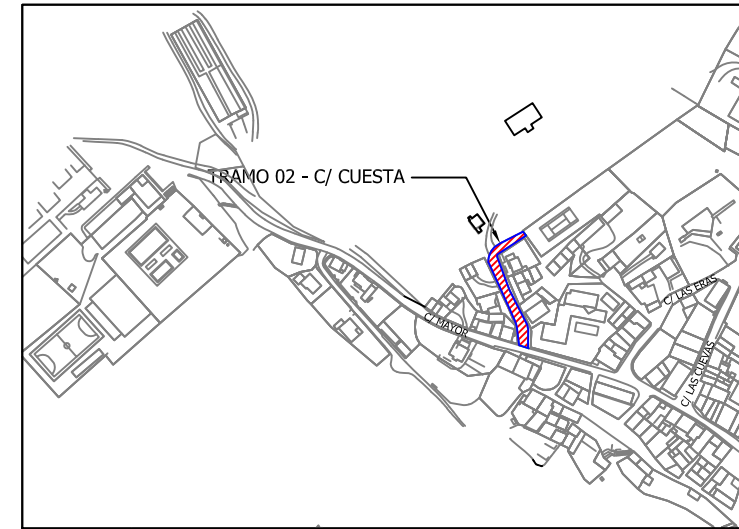 TRAMO 02 - C/ CUESTA
C/ LAS ERAS
C/ MAYOR
C/ LAS CUEVAS